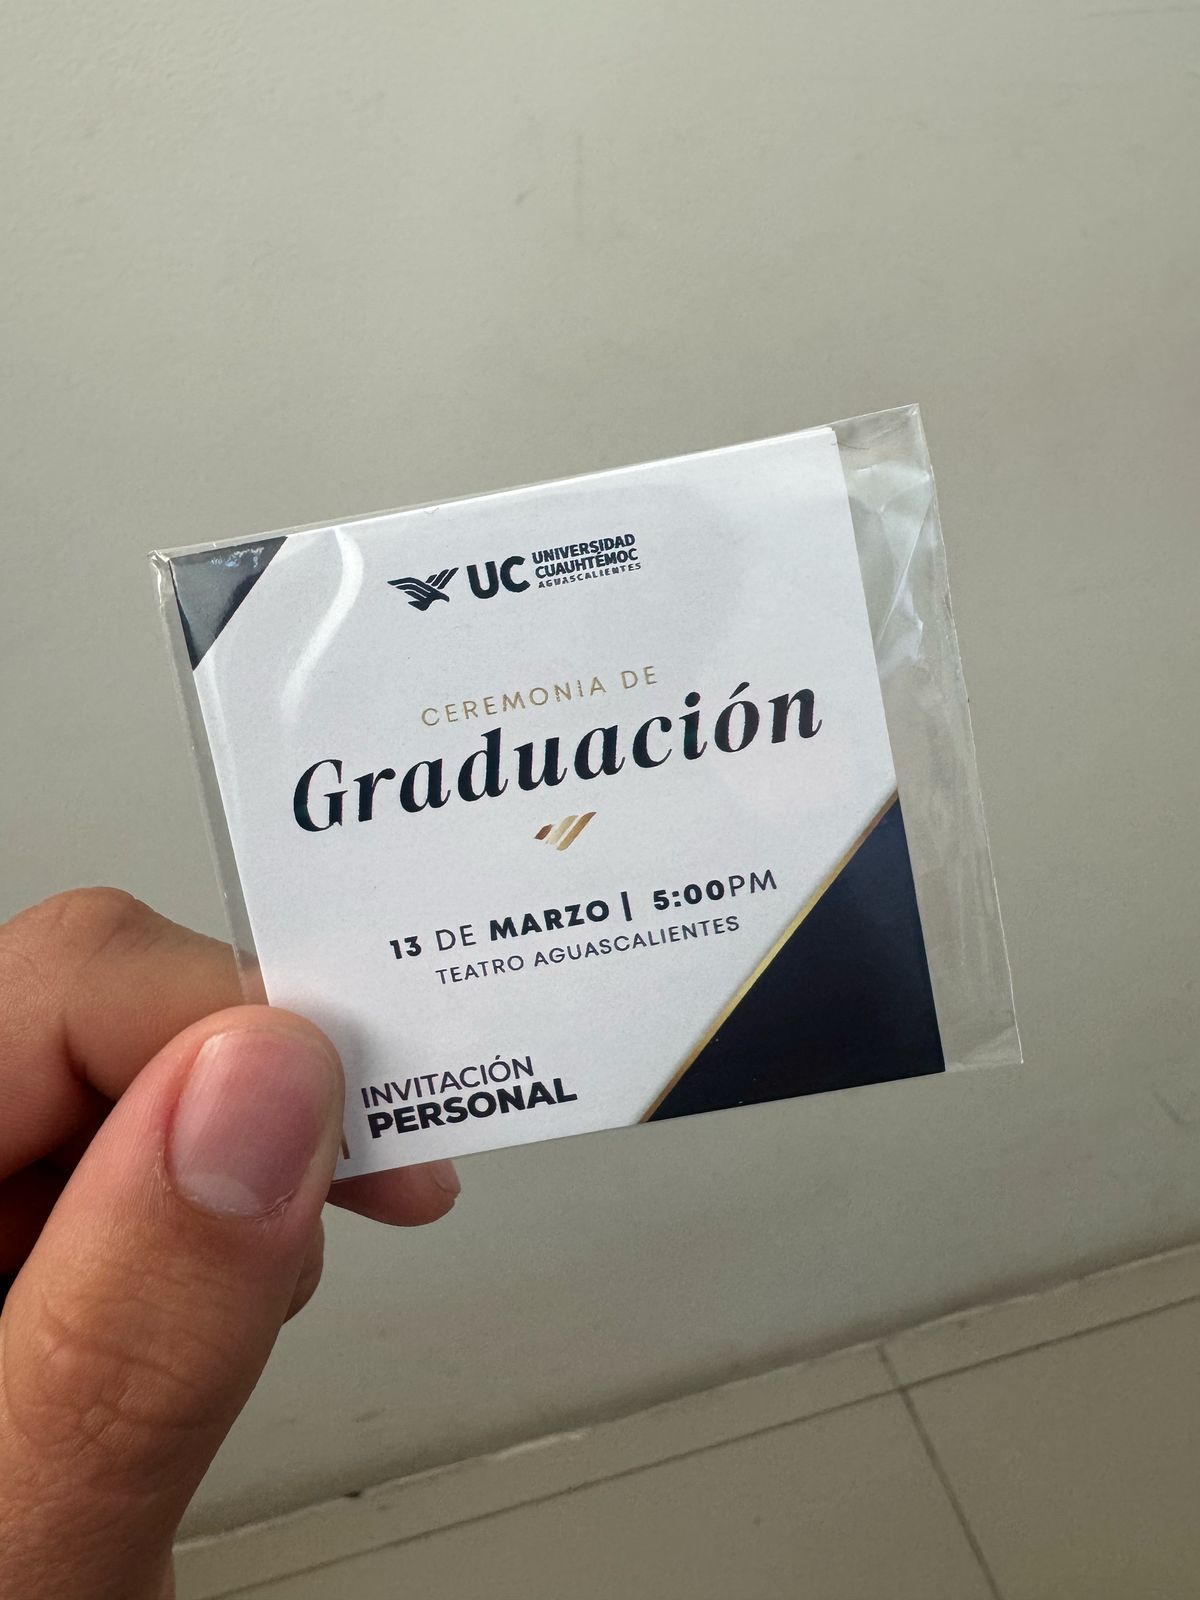 UC UNIVERSIDAD
CUAUHTÉMOC
AGUASCALIENTES
CEREMONIA DE
Graduación
13 DE MARZO | 5:00PM
TEATRO AGUASCALIENTES
INVITACIÓN
PERSONAL